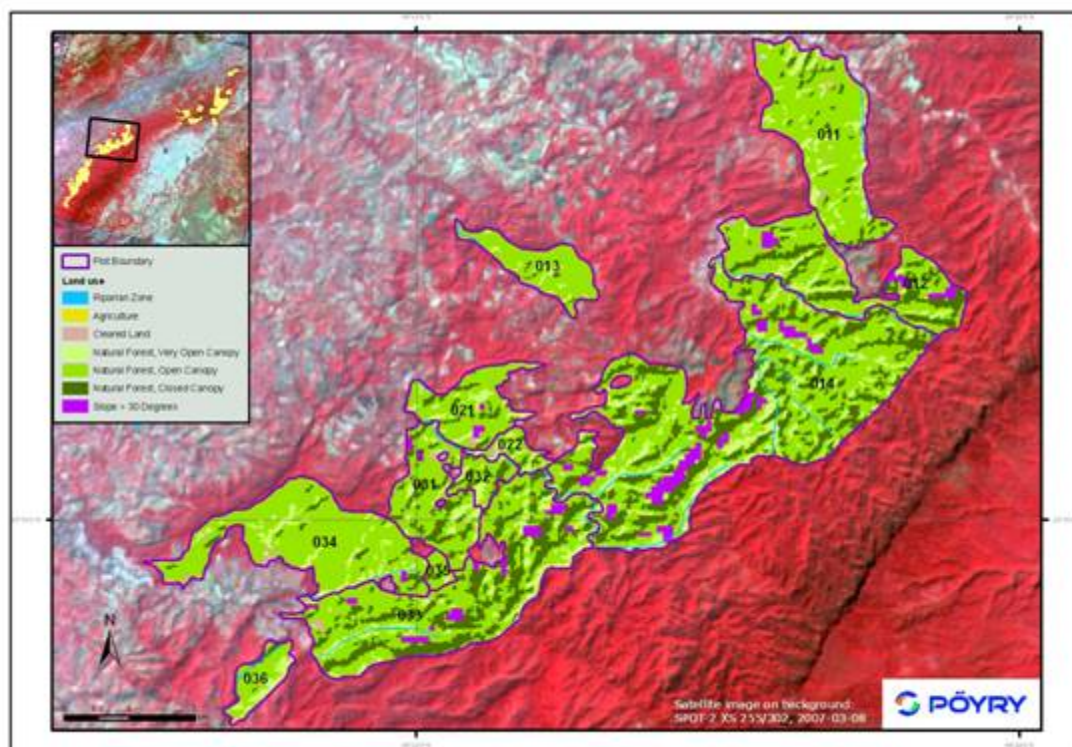 Plot Boundary
Land use
Riparian Zone
Agriculture
Cleared Land
Natural Forest, Very Open Canopy
Natural Forest, Open Canopy
Natural Forest, Closed Canopy
Slope > 30 Degrees
011
013
012
014
021
022
031
032
034
035
036
N
Satellite image on background:
SPOT-2 XS 255/302, 2007-03-08
PÖYRY